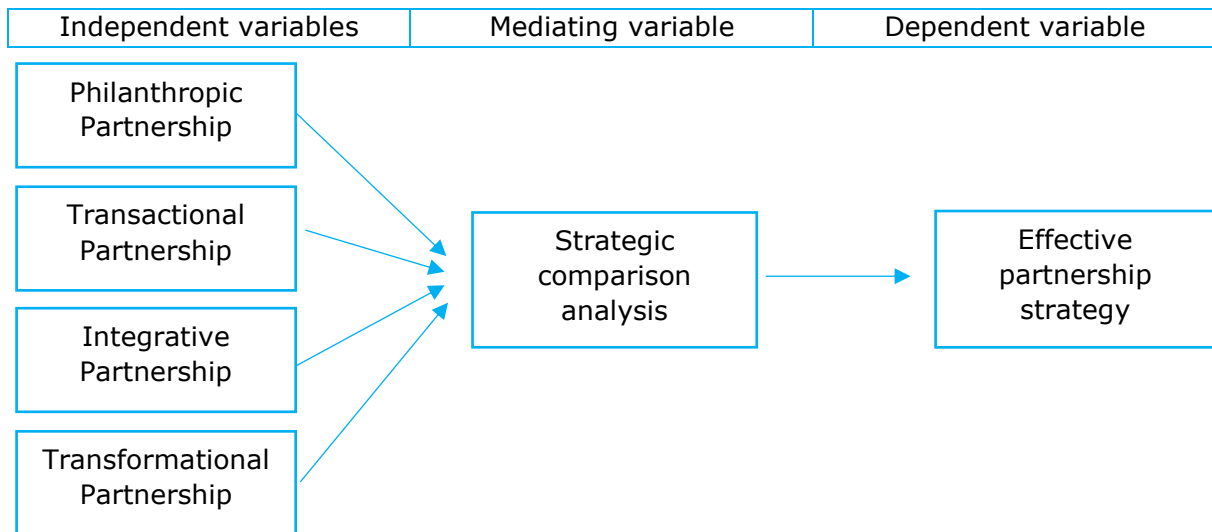 Independent variables
Mediating variable
Dependent variable
Philanthropic
Partnership
Transactional
Partnership
Integrative
Partnership
Transformational
Partnership
Strategic
comparison
analysis
Effective
partnership
strategy